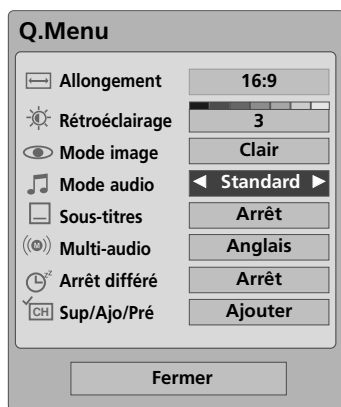 Q.Menu
Allongement 16:9
Rétroéclairage 3
Mode image Clair
Mode audio ◄ Standard ►
Sous-titres Arrêt
Multi-audio Anglais
Arrêt différé Arrêt
CH Sup/Ajo/Pré Ajouter
Fermer